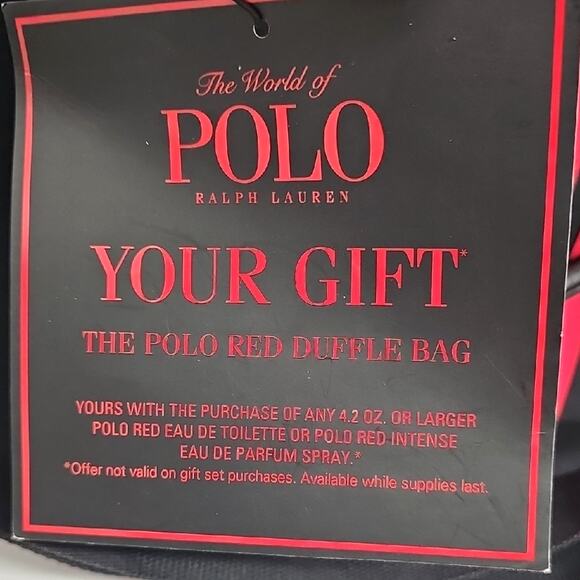 The World of
POLO
RALPH LAUREN
YOUR GIFT*
THE POLO RED DUFFLE BAG
YOURS WITH THE PURCHASE OF ANY 4.2 OZ. OR LARGER
POLO RED EAU DE TOILETTE OR POLO RED INTENSE
EAU DE PARFUM SPRAY.*
*Offer not valid on gift set purchases. Available while supplies last.